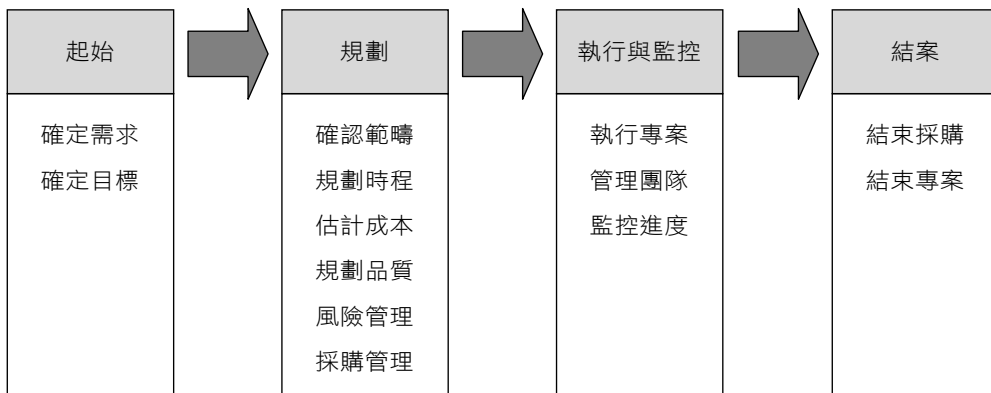 起始
確定需求
確定目標
規劃
確認範疇
規劃時程
估計成本
規劃品質
風險管理
採購管理
執行與監控
執行專案
管理團隊
監控進度
結案
結束採購
結束專案